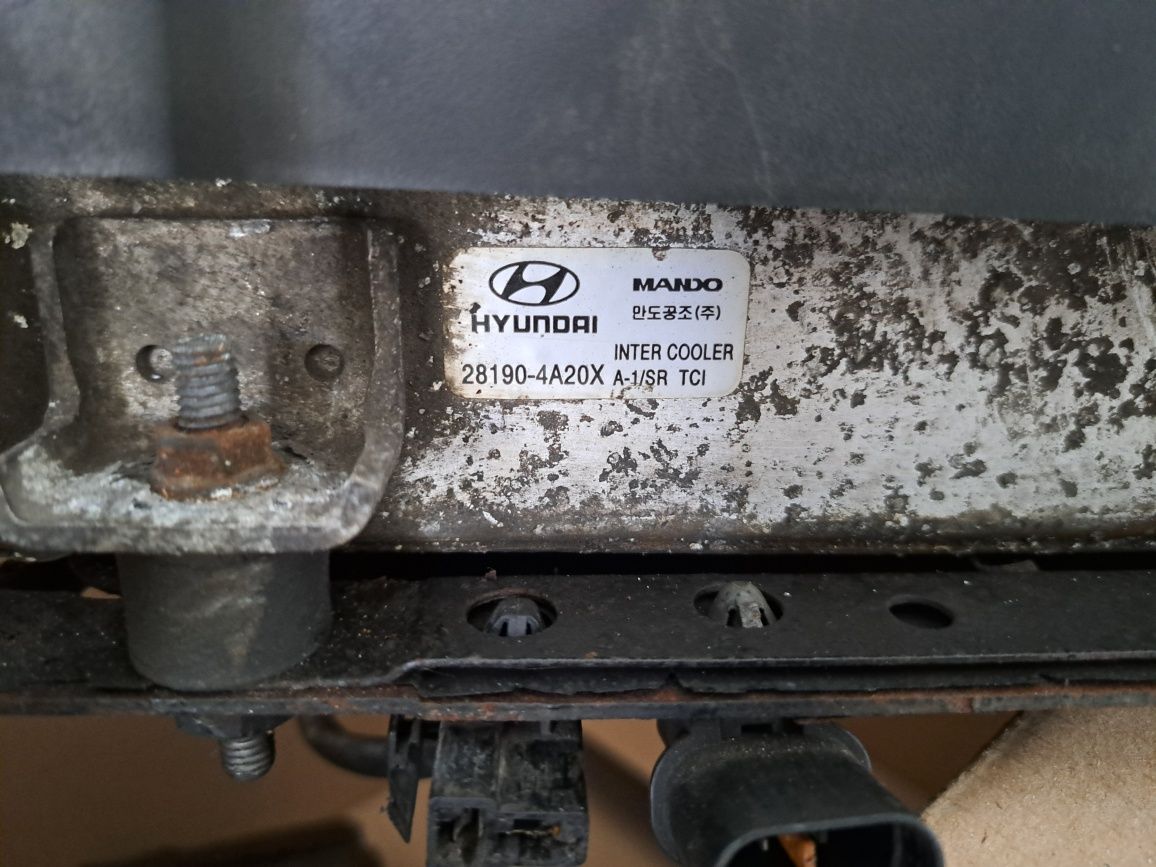 HYUNDAI
MANDO
만도공조(주)
INTER COOLER
28190-4A20X A-1/SR TCI